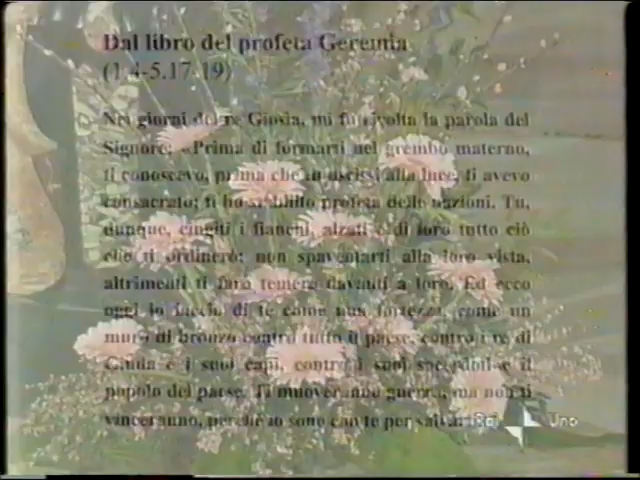 Dal libro del profeta Geremia
(1,4-5.17-19)
Nei giorni del re Giosia, mi fu rivolta la parola del
Signore: «Prima di formarti nel grembo materno,
ti conoscevo, prima che tu uscissi alla luce, ti avevo
consacrato; ti ho stabilito profeta delle nazioni. Tu,
dunque, cingiti i fianchi, alzati e di' loro tutto ciò
che ti ordinerò; non spaventarti alla loro vista,
altrimenti ti farò temere davanti a loro. Ed ecco
oggi io faccio di te come una fortezza, come un
muro di bronzo contro tutto il paese, contro i re di
Giuda e i suoi capi, contro i suoi sacerdoti e il
popolo del paese. Ti muoveranno guerra, ma non ti
vinceranno, perché io sono con te per salvarti
Rai Uno